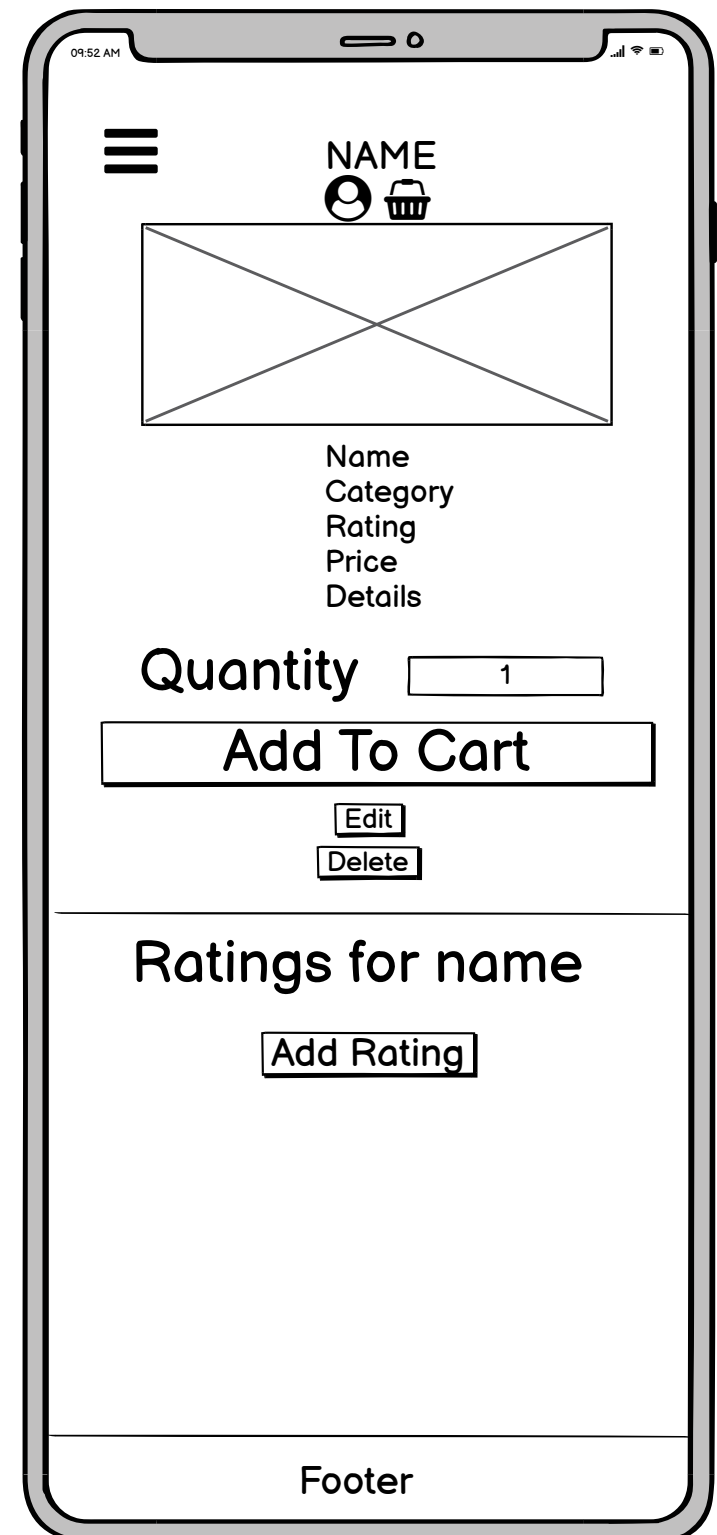 09:52 AM
NAME
Name
Category
Rating
Price
Details
Quantity 1
Add To Cart
Edit
Delete
Ratings for name
Add Rating
Footer